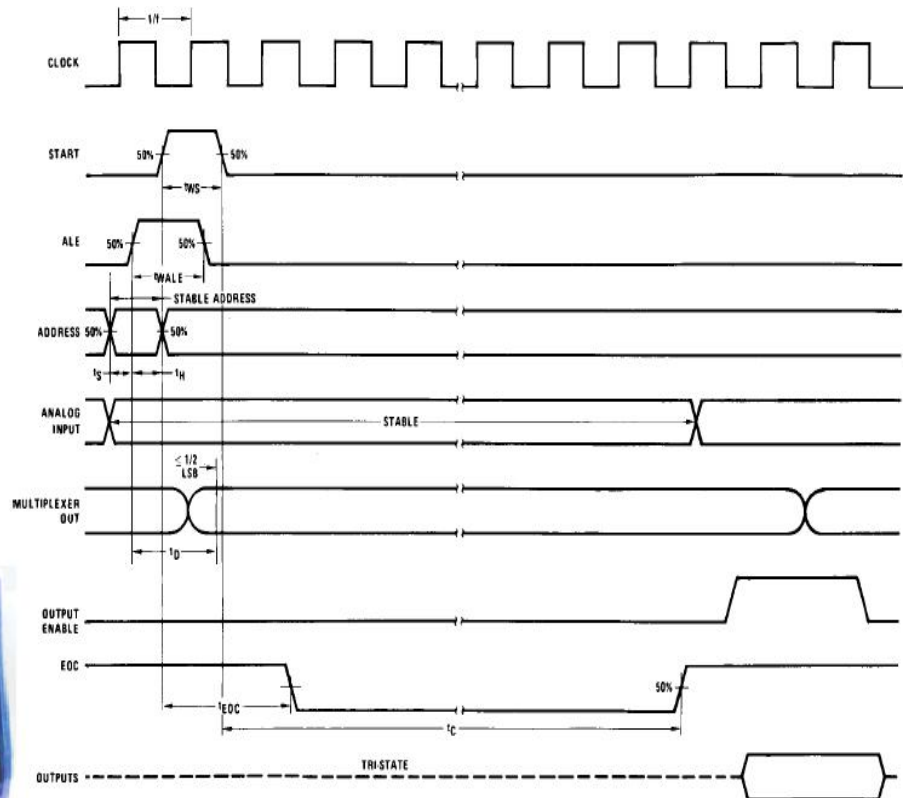 1/f
CLOCK
START
50%
50%
tWS
ALE
50%
50%
tWALE
STABLE ADDRESS
ADDRESS
50%
50%
tS
tH
ANALOG
INPUT
STABLE
≤ 1/2
LSB
MULTIPLEXER
OUT
tD
OUTPUT
ENABLE
EOC
50%
tEOC
tC
TRI-STATE
OUTPUTS